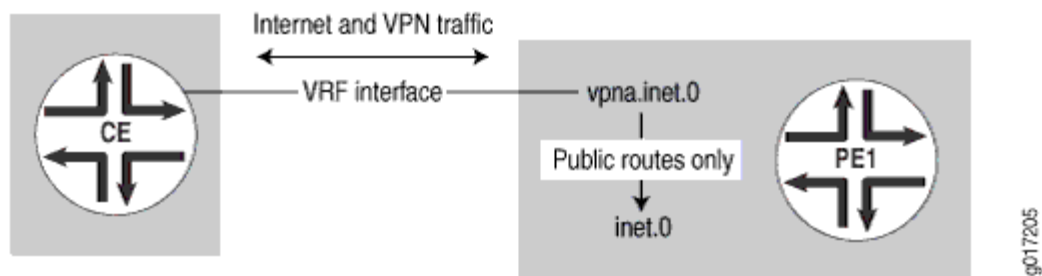 Internet and VPN traffic
VRF interface
vpna.inet.0
CE
Public routes only
PE1
inet.0
g017205